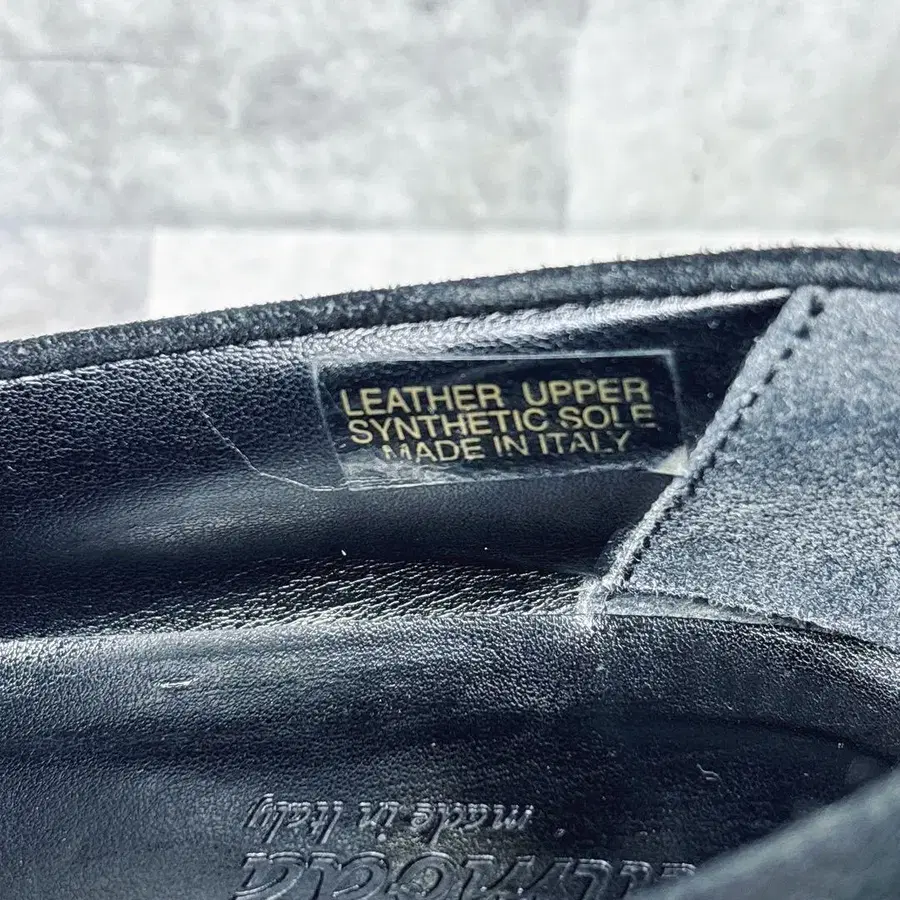 LEATHER UPPER
SYNTHETIC SOLE
MADE IN ITALY
made in Italy